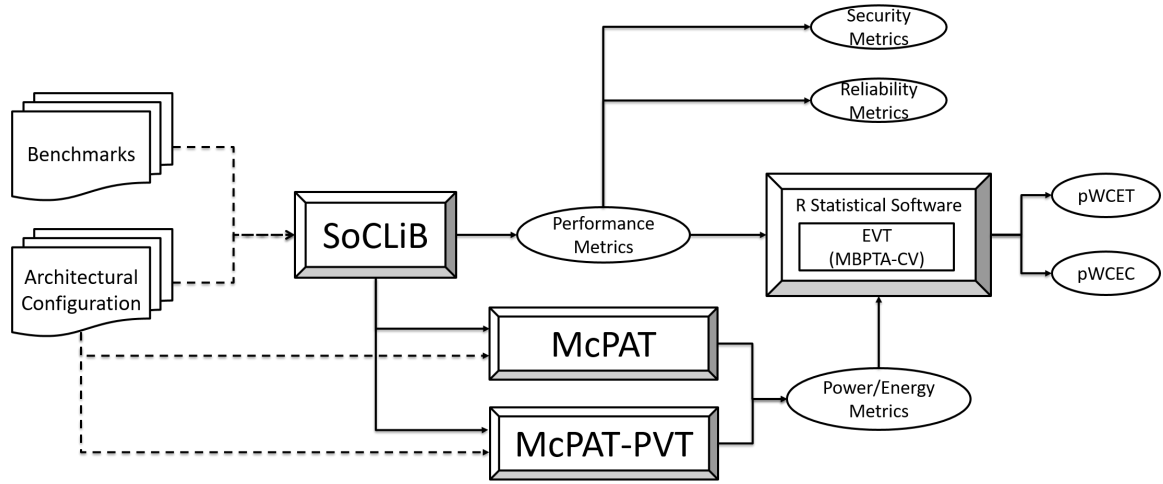 Security
Metrics
Reliability
Metrics
Benchmarks
Architectural
Configuration
SoCLiB
Performance
Metrics
R Statistical Software
EVT
(MBPTA-CV)
pWCET
pWCEC
McPAT
McPAT-PVT
Power/Energy
Metrics